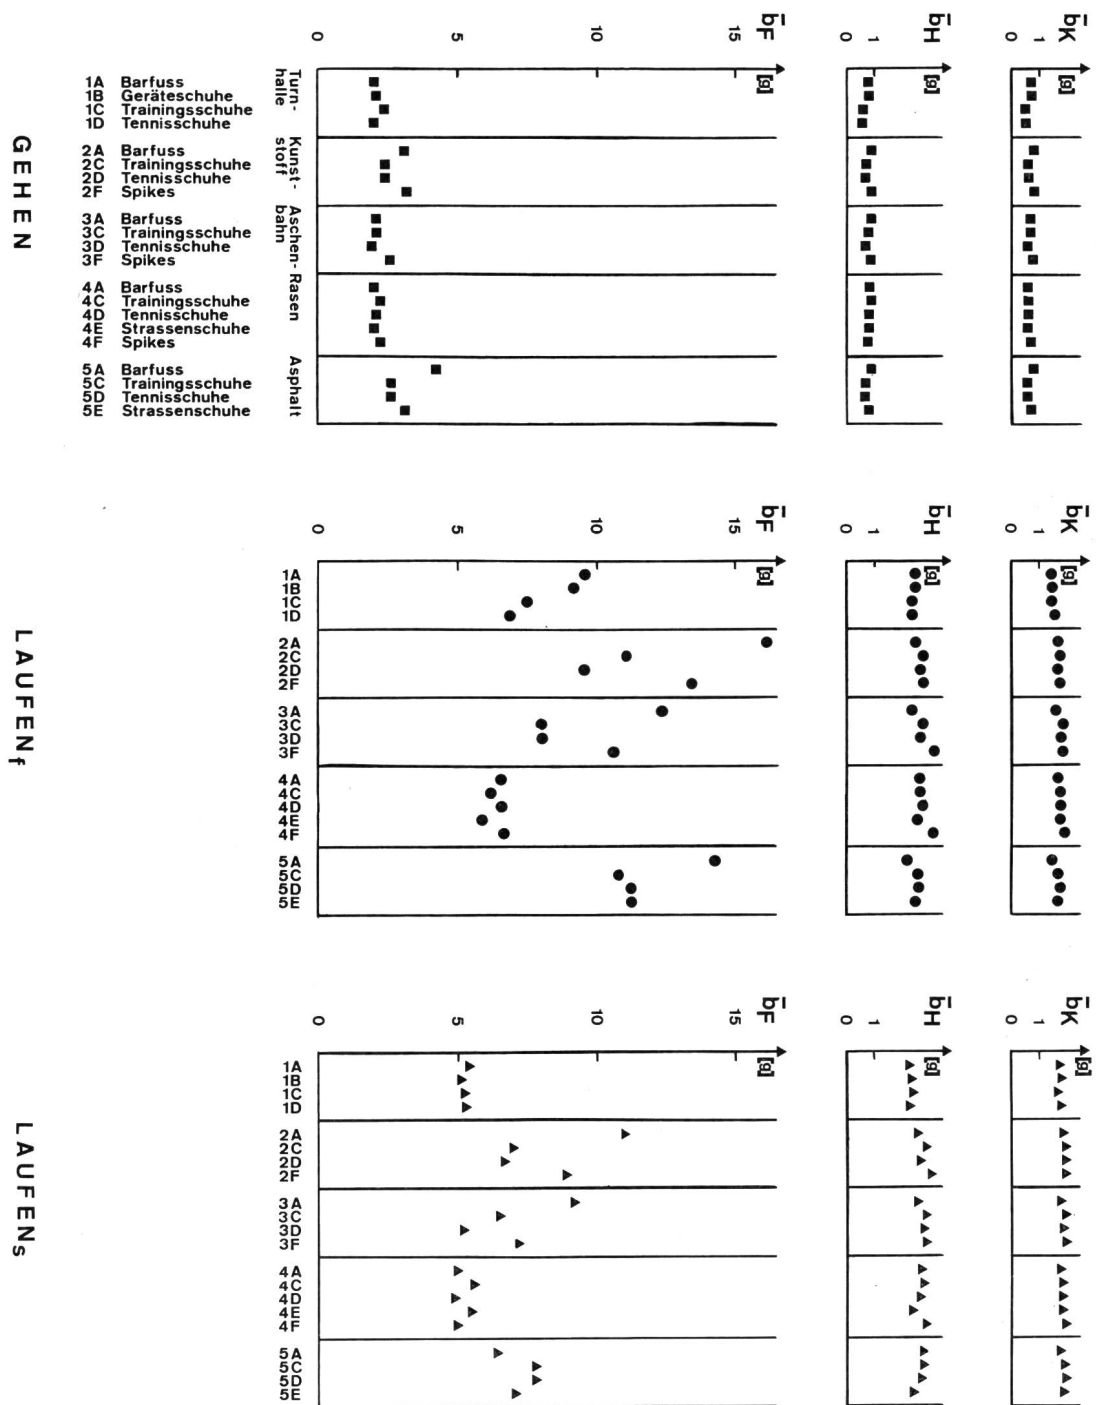 GEHEN
b̄F [g]
0 5 10 15
b̄H [g]
0 1
b̄K [g]
0 1
Turn-
halle
1A Barfuss
1B Geräteschuhe
1C Trainingsschuhe
1D Tennisschuhe
Kunst-
stoff
2A Barfuss
2C Trainingsschuhe
2D Tennisschuhe
2F Spikes
Aschen-
bahn
3A Barfuss
3C Trainingsschuhe
3D Tennisschuhe
3F Spikes
Rasen
4A Barfuss
4C Trainingsschuhe
4D Tennisschuhe
4E Strassenschuhe
4F Spikes
Asphalt
5A Barfuss
5C Trainingsschuhe
5D Tennisschuhe
5E Strassenschuhe
LAUFENf
b̄F [g]
0 5 10 15
b̄H [g]
0 1
b̄K [g]
0 1
1A
1B
1C
1D
2A
2C
2D
2F
3A
3C
3D
3F
4A
4C
4D
4E
4F
5A
5C
5D
5E
LAUFENs
b̄F [g]
0 5 10 15
b̄H [g]
0 1
b̄K [g]
0 1
1A
1B
1C
1D
2A
2C
2D
2F
3A
3C
3D
3F
4A
4C
4D
4E
4F
5A
5C
5D
5E